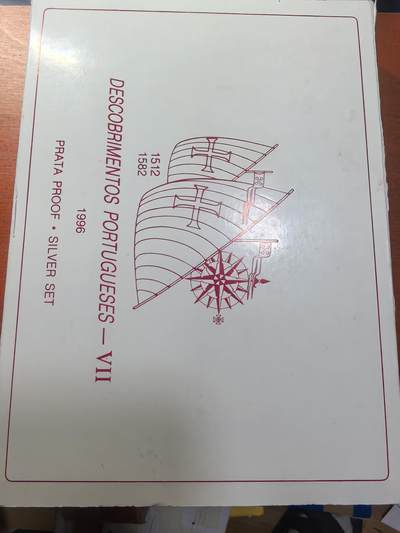 1512
1582
DESCOBRIMENTOS PORTUGUESES — VII
1996
PRATA PROOF • SILVER SET